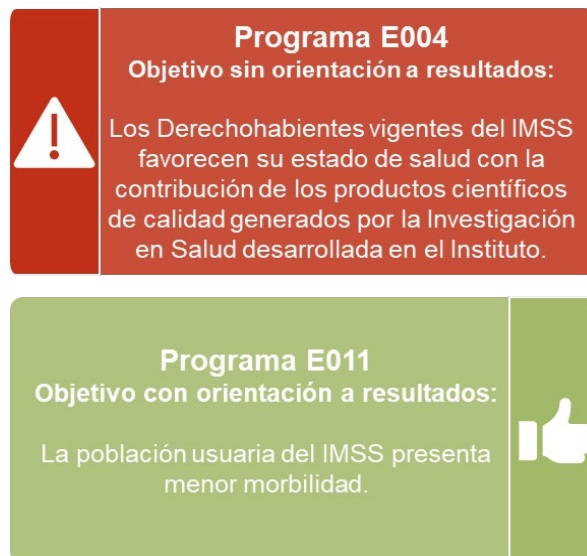 Programa E004
Objetivo sin orientación a resultados:
Los Derechohabientes vigentes del IMSS
favorecen su estado de salud con la
contribución de los productos científicos
de calidad generados por la Investigación
en Salud desarrollada en el Instituto.
Programa E011
Objetivo con orientación a resultados:
La población usuaria del IMSS presenta
menor morbilidad.